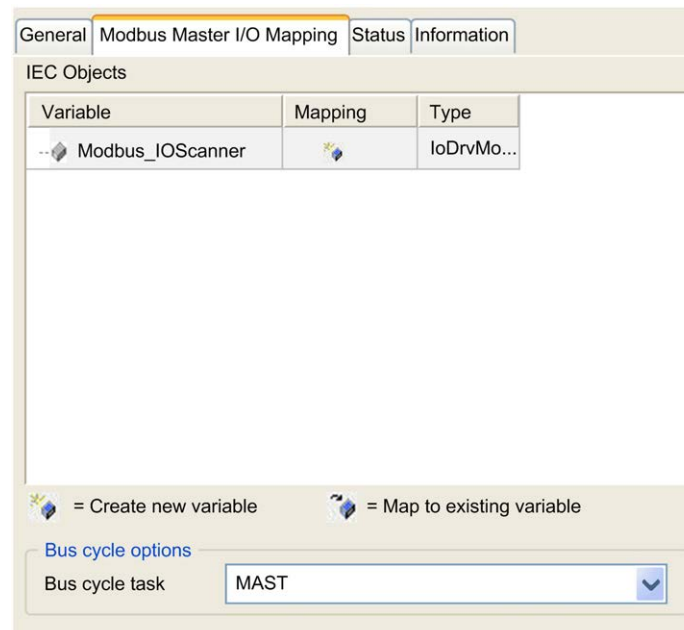 General Modbus Master I/O Mapping Status Information
IEC Objects
Variable Mapping Type
Modbus_IOScanner IoDrvMo...
= Create new variable = Map to existing variable
Bus cycle options
Bus cycle task MAST